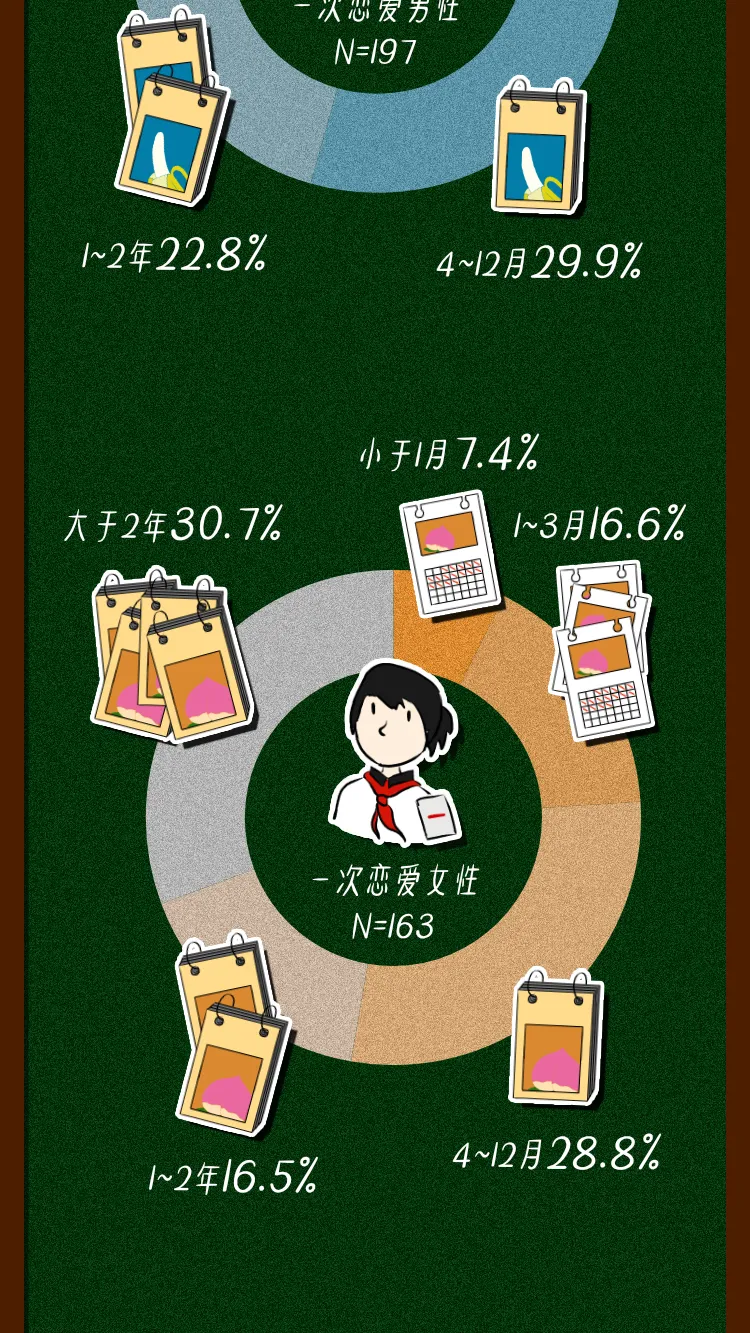 一次恋爱男性
N=197
1~2年22.8%
4~12月29.9%
小于1月7.4%
大于2年30.7%
1~3月16.6%
一次恋爱女性
N=163
4~12月28.8%
1~2年16.5%